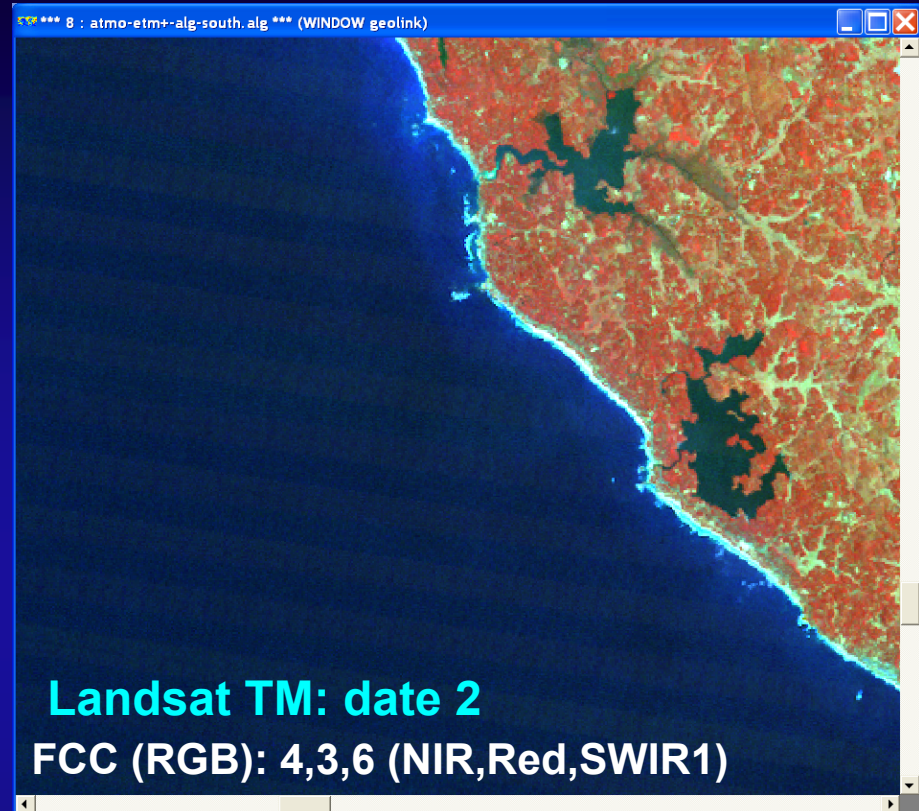 *** 8 : atmo-etm+-alg-south.alg *** (WINDOW geolink)
Landsat TM: date 2
FCC (RGB): 4,3,6 (NIR,Red,SWIR1)